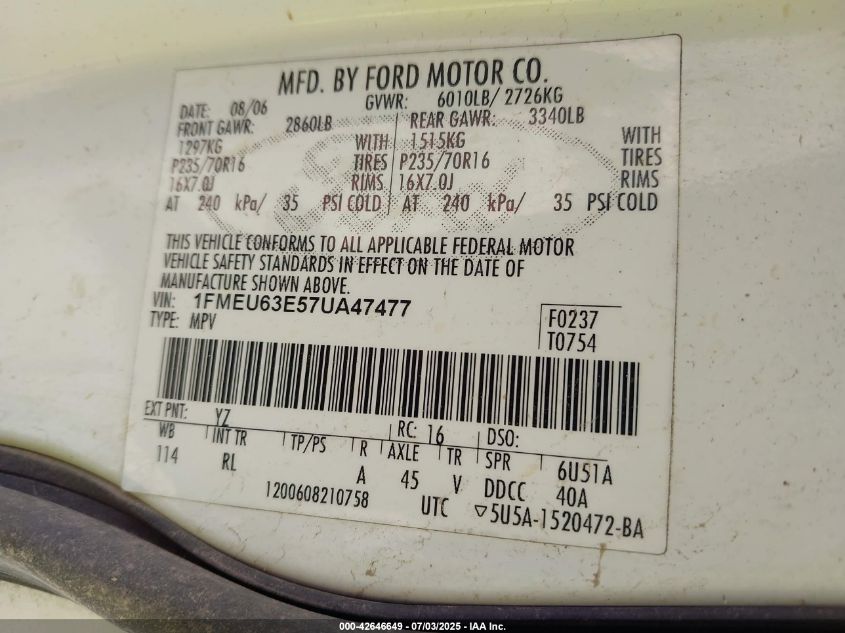 MFD. BY FORD MOTOR CO.
DATE: 08/06 GVWR: 6010LB/ 2726KG
FRONT GAWR: 2860LB REAR GAWR: 3340LB
1297KG WITH 1515KG WITH
P235/70R16 TIRES P235/70R16 TIRES
16X7.0J RIMS 16X7.0J RIMS
AT 240 kPa/ 35 PSI COLD AT 240 kPa/ 35 PSI COLD
THIS VEHICLE CONFORMS TO ALL APPLICABLE FEDERAL MOTOR
VEHICLE SAFETY STANDARDS IN EFFECT ON THE DATE OF
MANUFACTURE SHOWN ABOVE.
VIN: 1FMEU63E57UA47477
TYPE: MPV
F0237
T0754
EXT PNT: YZ RC: 16 DSO:
WB INT TR TP/PS R AXLE TR SPR 6U51A
114 RL A 45 V DDCC 40A
1200608210758 UTC ▽5U5A-1520472-BA
000-42646649 - 07/03/2025 - IAA Inc.